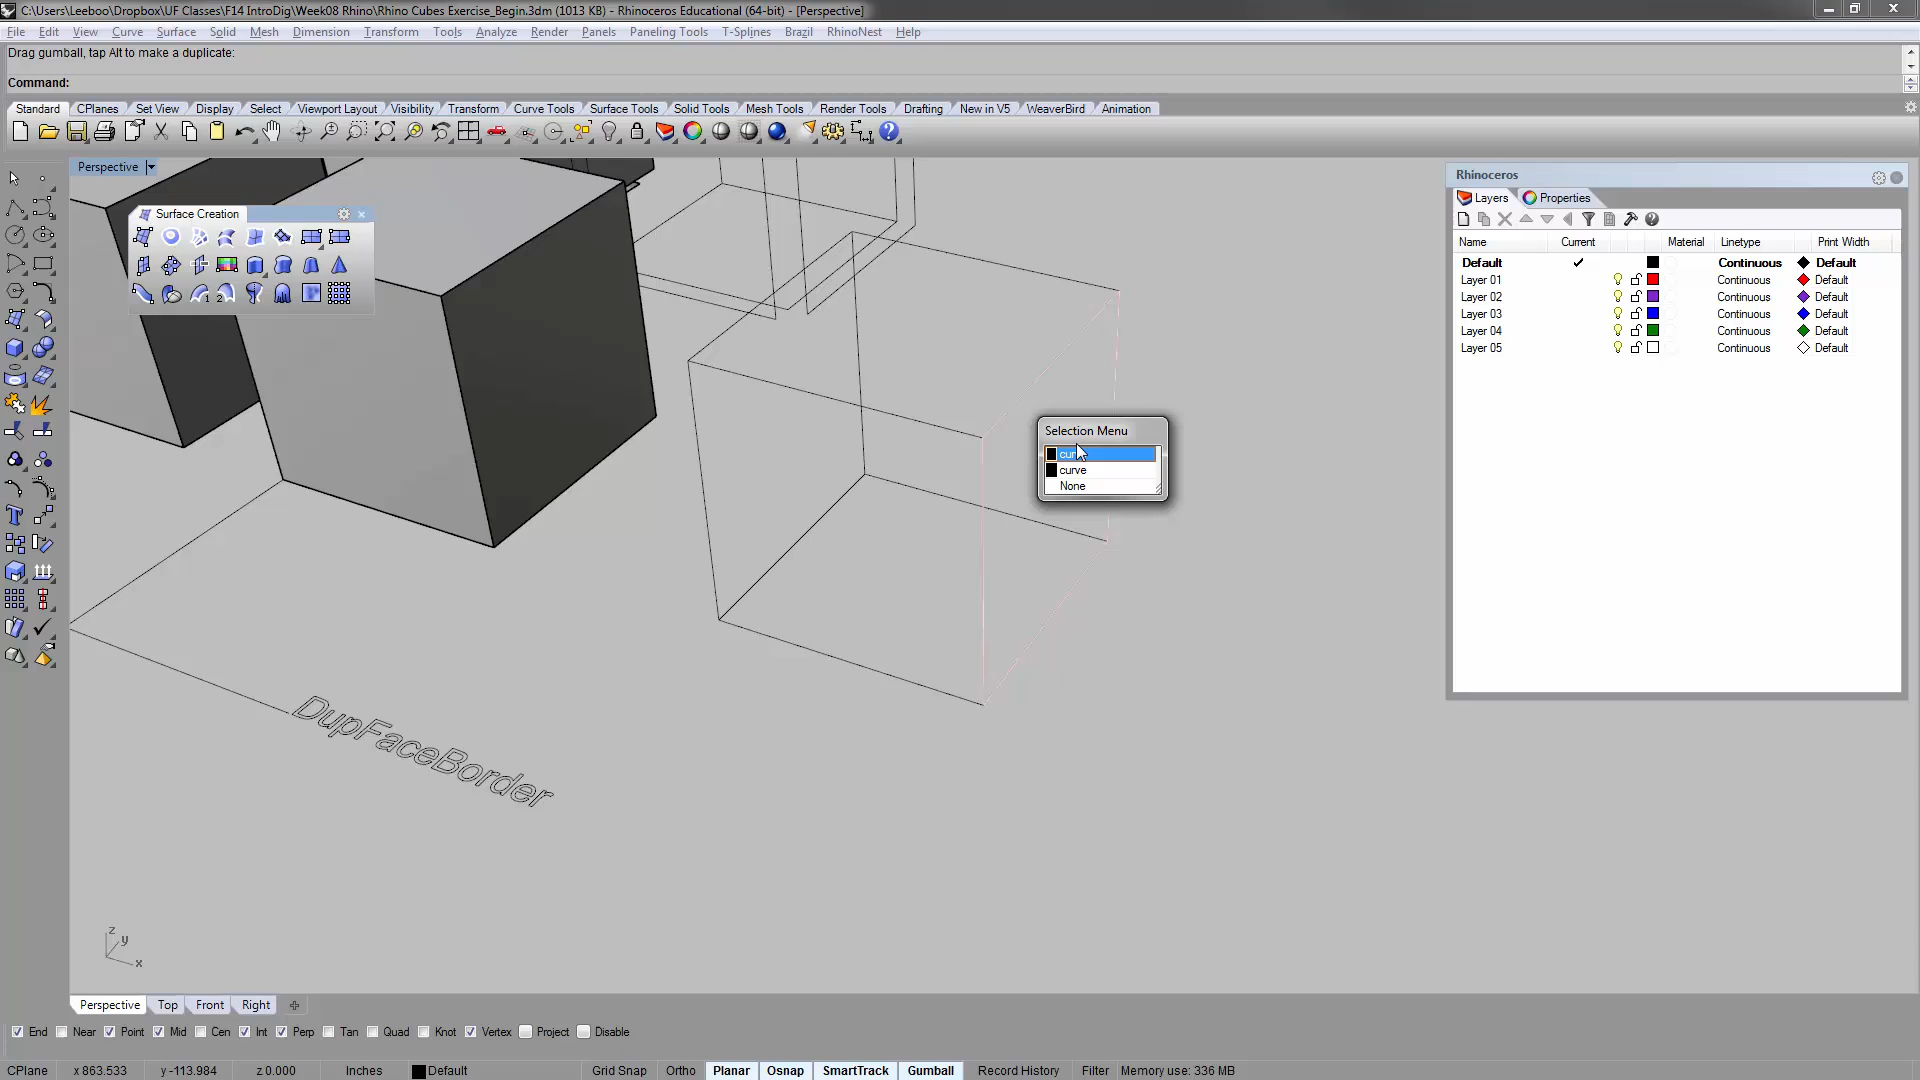 C:\Users\Leeboo\Dropbox\UF Classes\F14 IntroDig\Week08 Rhino\Rhino Cubes Exercise_Begin.3dm (1013 KB) - Rhinoceros Educational (64-bit) - [Perspective]
File Edit View Curve Surface Solid Mesh Dimension Transform Tools Analyze Render Panels Paneling Tools T-Splines Brazil RhinoNest Help
Drag gumball, tap Alt to make a duplicate:
Command:
Standard CPlanes Set View Display Select Viewport Layout Visibility Transform Curve Tools Surface Tools Solid Tools Mesh Tools Render Tools Drafting New in V5 WeaverBird Animation
Perspective
Surface Creation
Rhinoceros
Layers Properties
Name Current Material Linetype Print Width
Default Continuous Default
Layer 01 Continuous Default
Layer 02 Continuous Default
Layer 03 Continuous Default
Layer 04 Continuous Default
Layer 05 Continuous Default
Selection Menu
curve
None
DupFaceBorder
z
y
x
Perspective Top Front Right
End Near Point Mid Cen Int Perp Tan Quad Knot Vertex Project Disable
CPlane x 863.533 y -113.984 z 0.000 Inches Default Grid Snap Ortho Planar Osnap SmartTrack Gumball Record History Filter Memory use: 336 MB